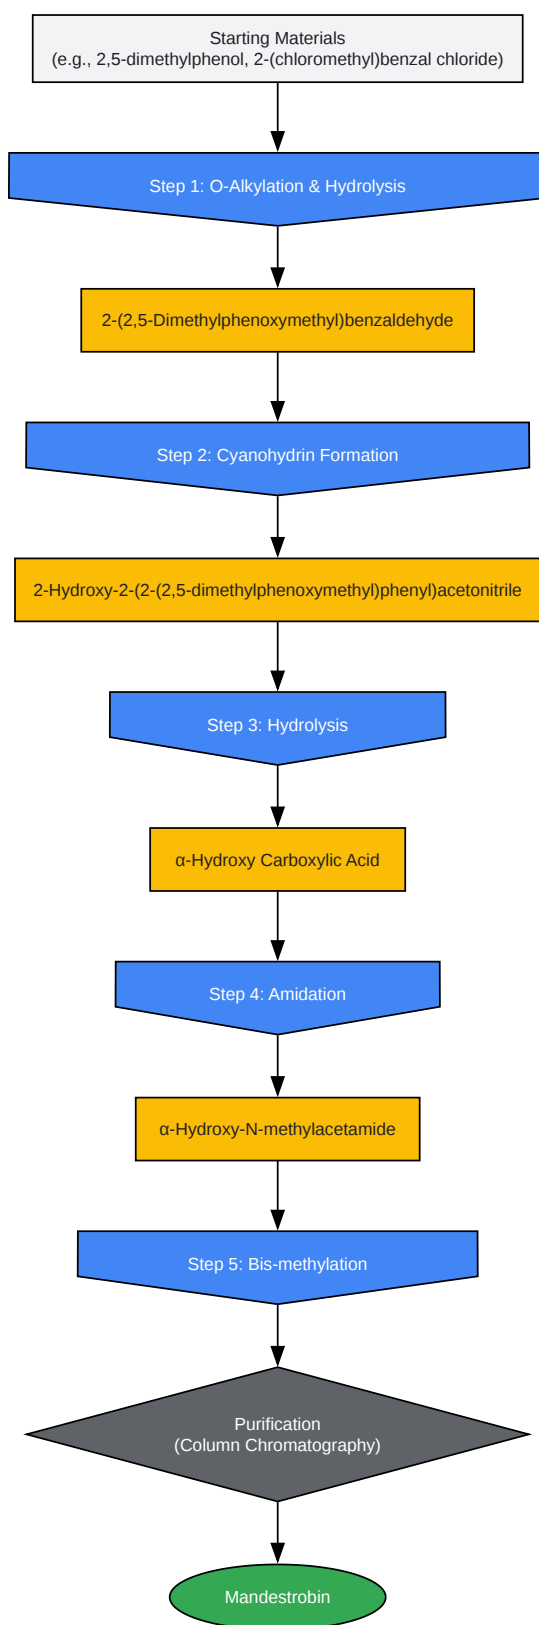 Starting Materials
(e.g., 2,5-dimethylphenol, 2-(chloromethyl)benzal chloride)
Step 1: O-Alkylation & Hydrolysis
2-(2,5-Dimethylphenoxymethyl)benzaldehyde
Step 2: Cyanohydrin Formation
2-Hydroxy-2-(2-(2,5-dimethylphenoxymethyl)phenyl)acetonitrile
Step 3: Hydrolysis
α-Hydroxy Carboxylic Acid
Step 4: Amidation
α-Hydroxy-N-methylacetamide
Step 5: Bis-methylation
Purification
(Column Chromatography)
Mandestrobin